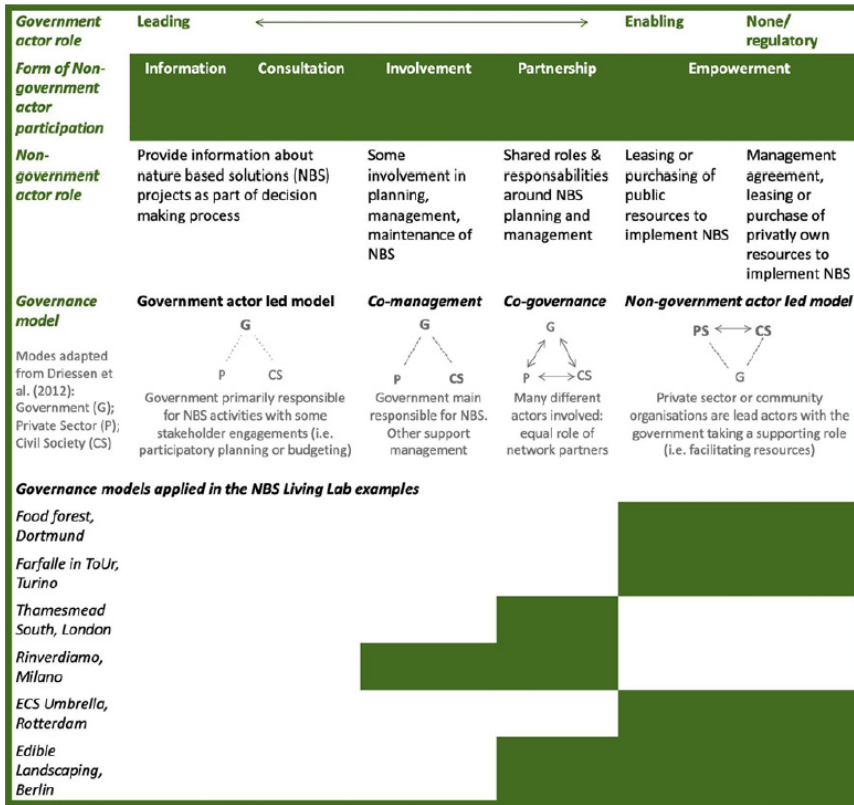 Government actor role
Leading
Enabling
None/ regulatory
Form of Non-government actor participation
Information
Consultation
Involvement
Partnership
Empowerment
Non-government actor role
Provide information about
nature based solutions (NBS)
projects as part of decision
making process
Some
involvement in
planning,
management,
maintenance of
NBS
Shared roles &
responsabilities
around NBS
planning and
management
Leasing or
purchasing of
public
resources to
implement NBS
Management
agreement,
leasing or
purchase of
privatly own
resources to
implement NBS
Governance
model
Modes adapted
from Driessen
et al. (2012):
Government (G);
Private Sector (P);
Civil Society (CS)
Government actor led model
G
P CS
Government primarily responsible
for NBS activities with some
stakeholder engagements (i.e.
participatory planning or budgeting)
Co-management
G
P CS
Government main
responsible for NBS.
Other support
management
Co-governance
G
P CS
Many different
actors involved:
equal role of
network partners
Non-government actor led model
PS CS
G
Private sector or community
organisations are lead actors with the
government taking a supporting role
(i.e. facilitating resources)
Governance models applied in the NBS Living Lab examples
Food forest,
Dortmund
Farfalle in ToUr,
Turino
Thamesmead
South, London
Rinverdiamo,
Milano
ECS Umbrella,
Rotterdam
Edible
Landscaping,
Berlin